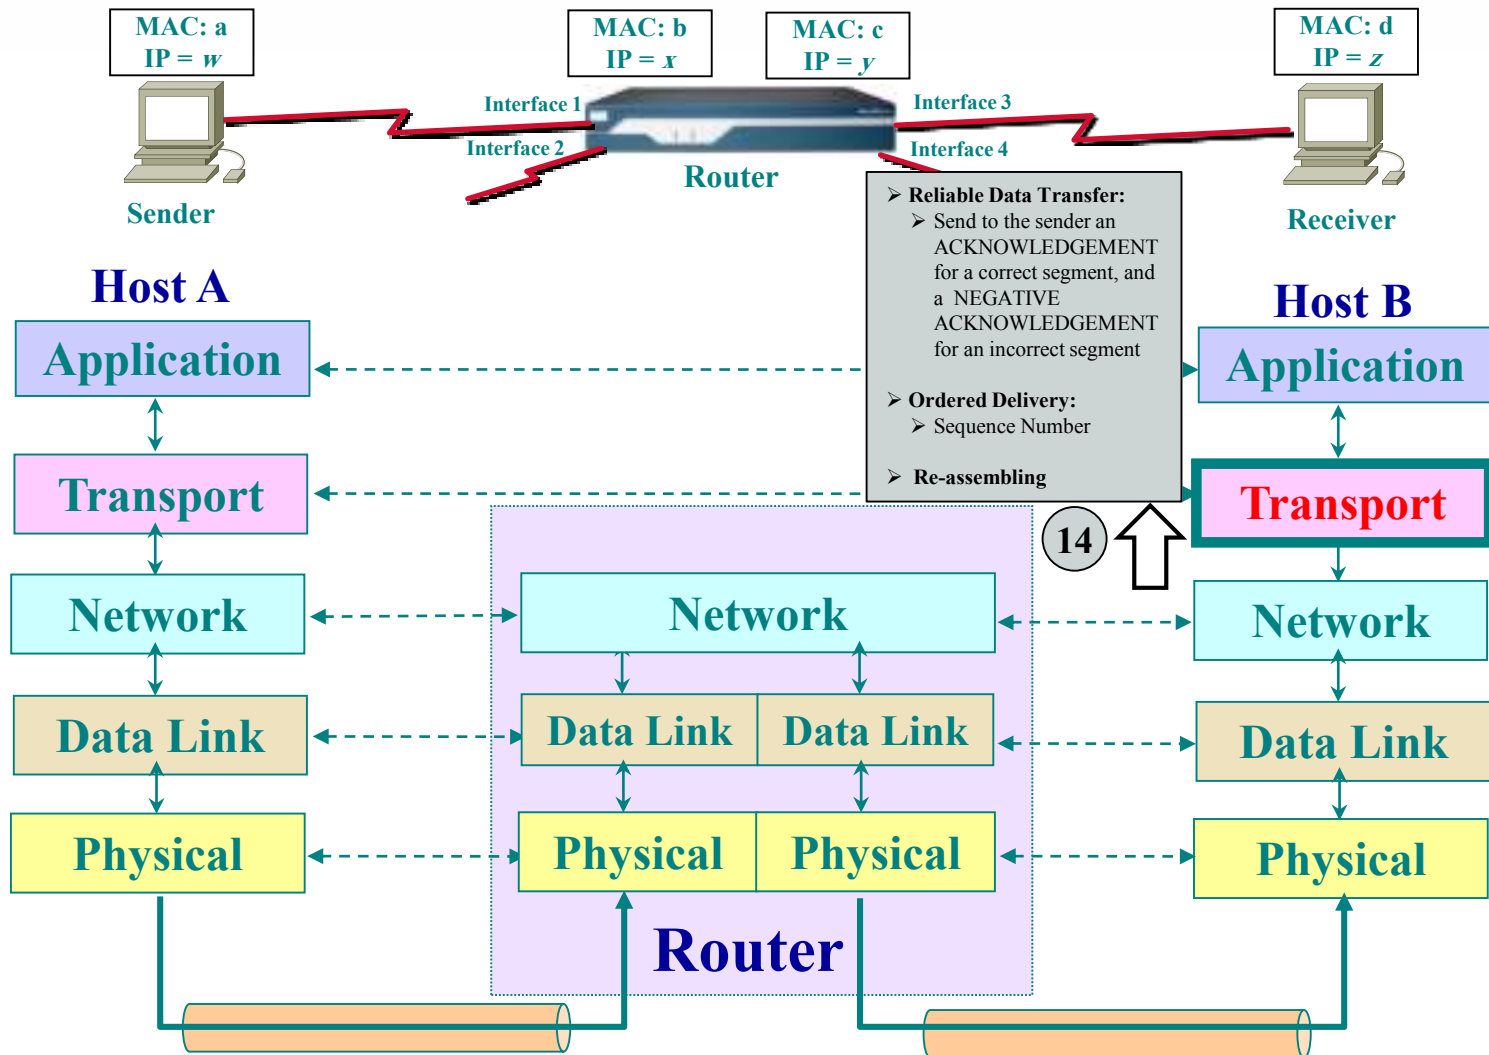 MAC: a
IP = w
MAC: b
IP = x
MAC: c
IP = y
MAC: d
IP = z
Interface 1
Interface 2
Interface 3
Interface 4
Router
Sender
Receiver
Reliable Data Transfer:
Send to the sender an
ACKNOWLEDGEMENT
for a correct segment, and
a NEGATIVE
ACKNOWLEDGEMENT
for an incorrect segment
Ordered Delivery:
Sequence Number
Re-assembling
Host A
Host B
Application
Application
Transport
Transport
14
Network
Network
Network
Data Link
Data Link
Data Link
Data Link
Physical
Physical
Physical
Physical
Router